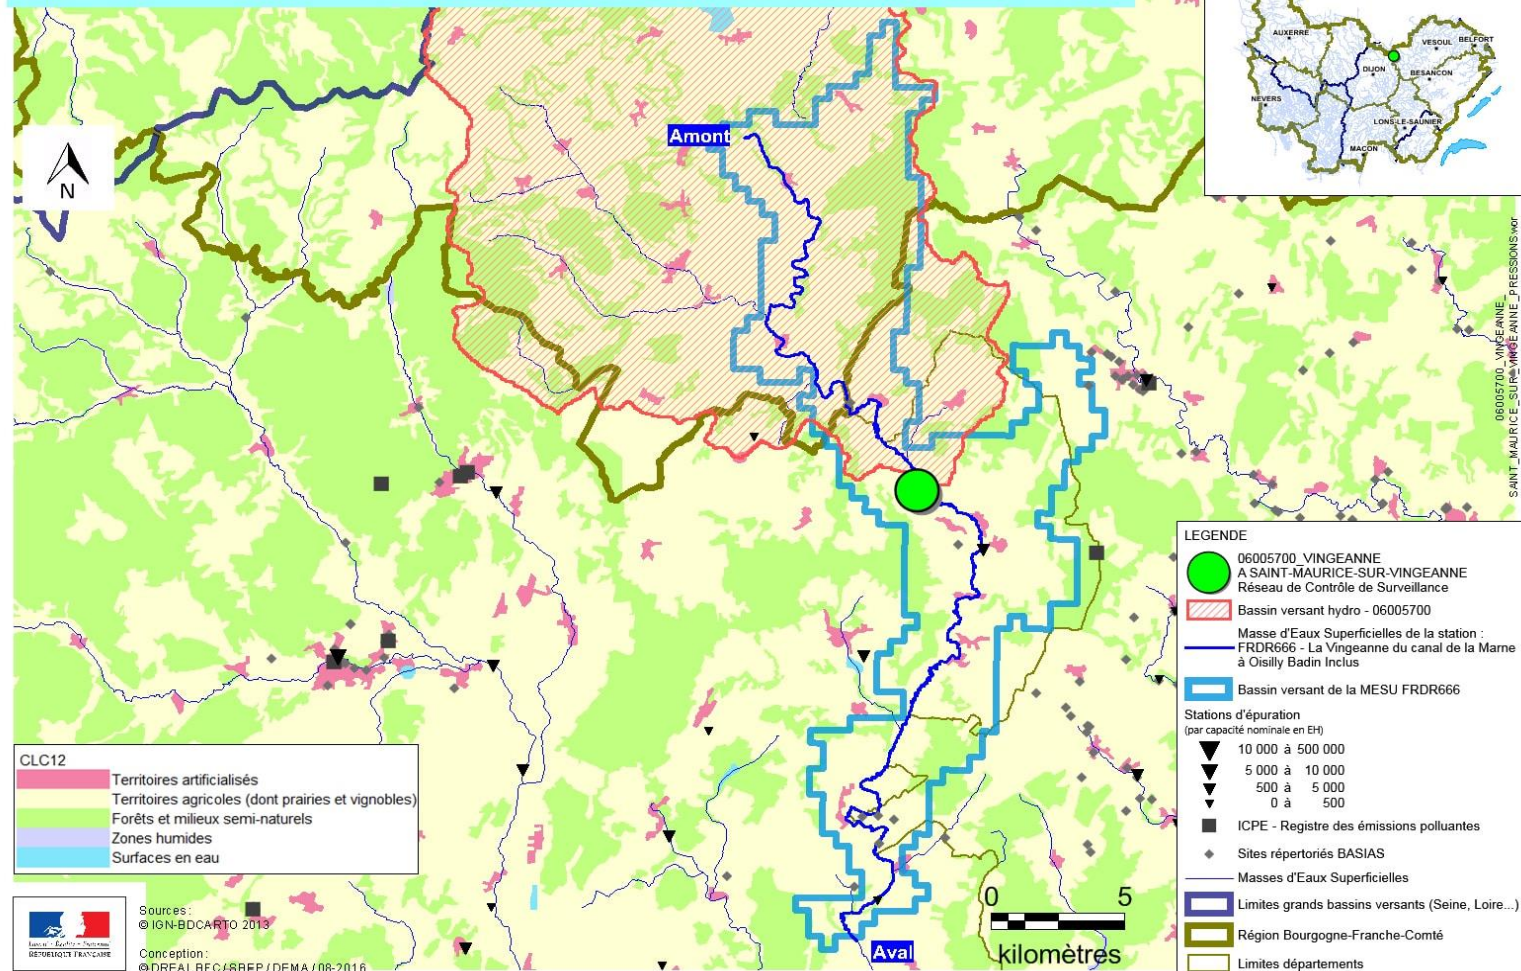 AUXERRE
VESOUL
BELFORT
DIJON
BESANCON
NEVERS
LONS-LE-SAUNIER
MACON
Amont
N
06005700_VINGEANNE_
SAINT_MAURICE_SUR_VINGEANNE_PRESSIONS.wor
LEGENDE
06005700_VINGEANNE
A SAINT-MAURICE-SUR-VINGEANNE
Réseau de Contrôle de Surveillance
Bassin versant hydro - 06005700
Masse d'Eaux Superficielles de la station :
FRDR666 - La Vingeanne du canal de la Marne
à Oisilly Badin Inclus
Bassin versant de la MESU FRDR666
Stations d'épuration
(par capacité nominale en EH)
10 000 à 500 000
5 000 à 10 000
500 à 5 000
0 à 500
ICPE - Registre des émissions polluantes
Sites répertoriés BASIAS
Masses d'Eaux Superficielles
Limites grands bassins versants (Seine, Loire...)
Région Bourgogne-Franche-Comté
Limites départements
CLC12
Territoires artificialisés
Territoires agricoles (dont prairies et vignobles)
Forêts et milieux semi-naturels
Zones humides
Surfaces en eau
Liberté • Égalité • Fraternité
RÉPUBLIQUE FRANÇAISE
Sources :
© IGN-BDCARTO 2013
Conception :
© DREAL BFC / SBEP / DEMA / 08-2016
0 5
kilomètres
Aval